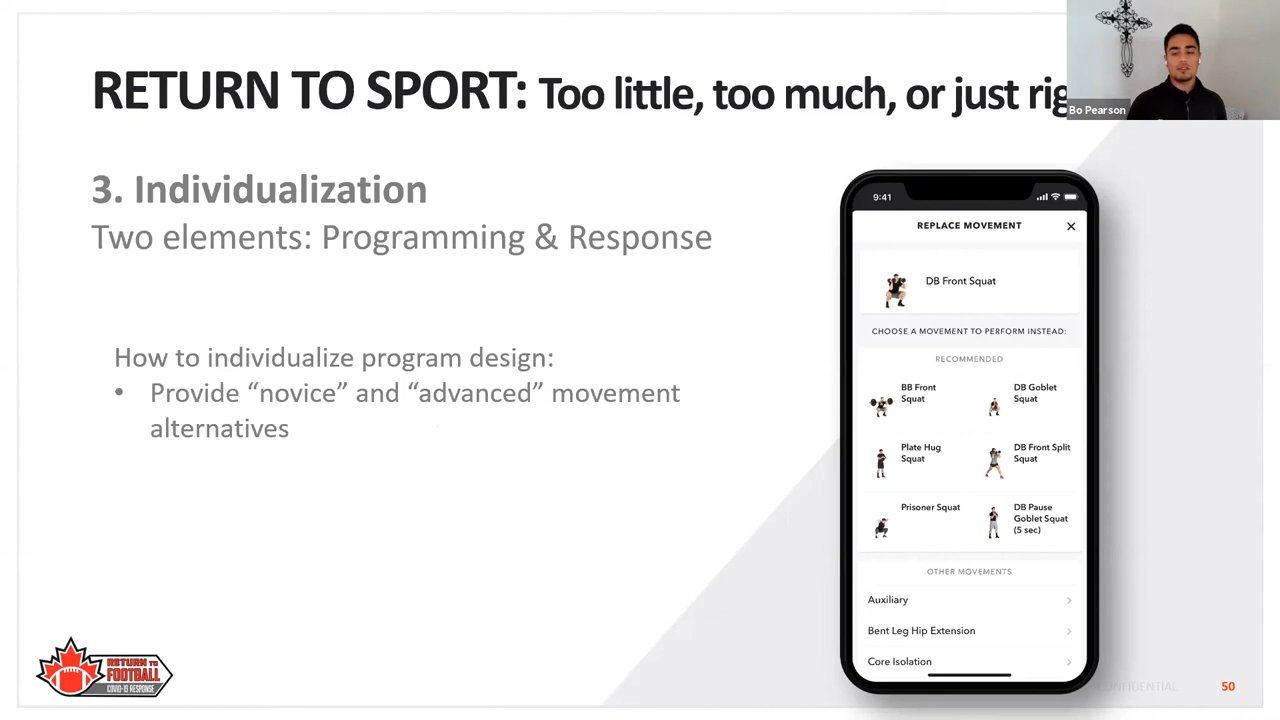 RETURN TO SPORT: Too little, too much, or just rig
Bo Pearson
3. Individualization
Two elements: Programming & Response
How to individualize program design:
• Provide “novice” and “advanced” movement
alternatives
9:41
REPLACE MOVEMENT
DB Front Squat
CHOOSE A MOVEMENT TO PERFORM INSTEAD:
RECOMMENDED
BB Front
Squat
DB Goblet
Squat
Plate Hug
Squat
DB Front Split
Squat
Prisoner Squat
DB Pause
Goblet Squat
(5 sec)
OTHER MOVEMENTS
Auxiliary
Bent Leg Hip Extension
Core Isolation
RETURN TO
FOOTBALL
COVID-19 RESPONSE
50